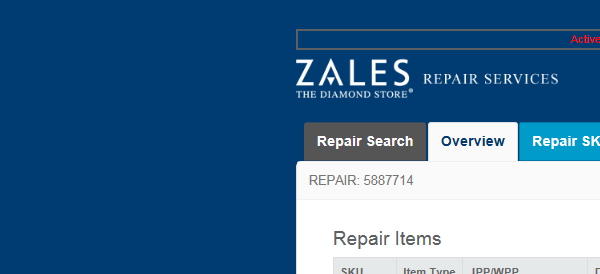 Active
ZALES
THE DIAMOND STORE®
REPAIR SERVICES
Repair Search Overview Repair SK
REPAIR: 5887714
Repair Items
SKU Item Type IPP/WPP